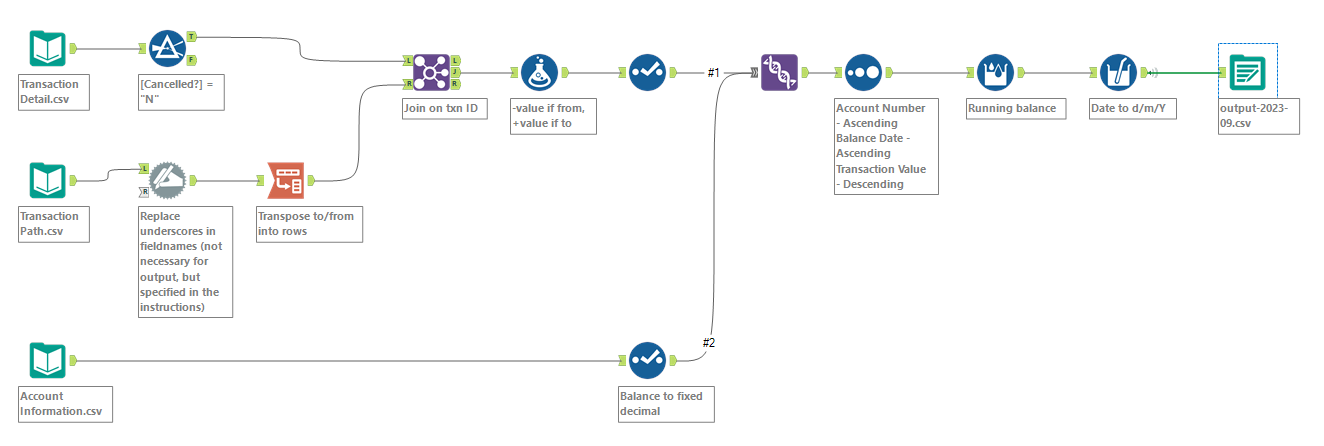 T
F
L
J
R
L
R
#1
Transaction
Detail.csv
[Cancelled?] =
"N"
Join on txn ID
-value if from,
+value if to
Account Number
- Ascending
Balance Date -
Ascending
Transaction Value
- Descending
Running balance
Date to d/m/Y
output-2023-
09.csv
L
R
Transaction
Path.csv
Replace
underscores in
fieldnames (not
necessary for
output, but
specified in the
instructions)
Transpose to/from
into rows
#2
Account
Information.csv
Balance to fixed
decimal